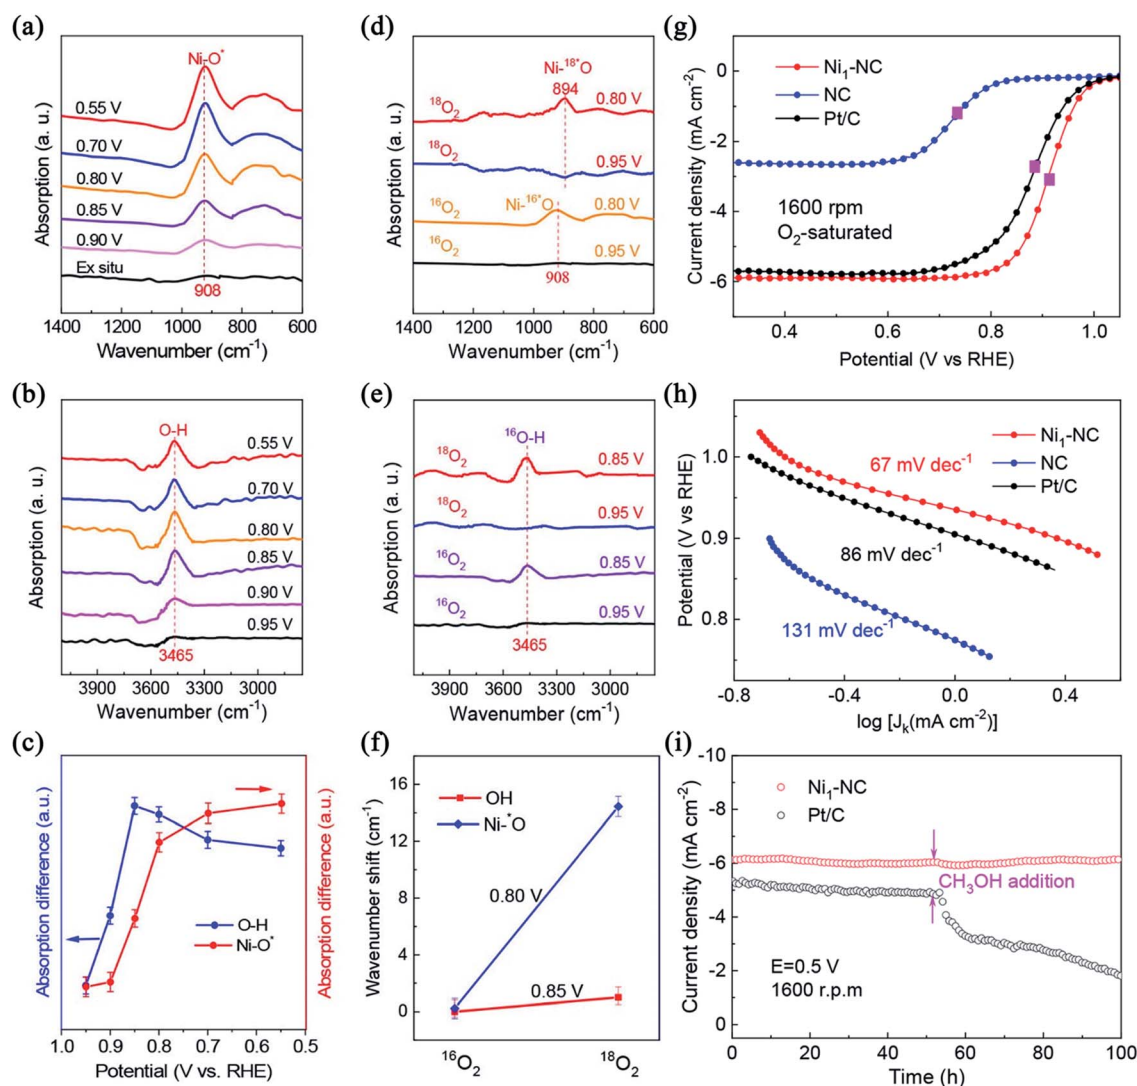 (a)
Ni-O*
0.55 V
0.70 V
0.80 V
0.85 V
0.90 V
Ex situ
908
Absorption (a. u.)
1400 1200 1000 800 600
Wavenumber (cm⁻¹)
(d)
Ni-¹⁸*O
894
¹⁸O₂ 0.80 V
¹⁸O₂ 0.95 V
¹⁶O₂ Ni-¹⁶*O 0.80 V
¹⁶O₂ 0.95 V
908
Absorption (a. u.)
1400 1200 1000 800 600
Wavenumber (cm⁻¹)
(g)
Ni₁-NC
NC
Pt/C
1600 rpm
O₂-saturated
Current density (mA cm⁻²)
0
-2
-4
-6
0.4 0.6 0.8 1.0
Potential (V vs RHE)
(b)
O-H
0.55 V
0.70 V
0.80 V
0.85 V
0.90 V
0.95 V
3465
Absorption (a. u.)
3900 3600 3300 3000
Wavenumber (cm⁻¹)
(e)
¹⁶O-H
¹⁸O₂ 0.85 V
¹⁸O₂ 0.95 V
¹⁶O₂ 0.85 V
¹⁶O₂ 0.95 V
3465
Absorption (a. u.)
3900 3600 3300 3000
Wavenumber (cm⁻¹)
(h)
Ni₁-NC
NC
Pt/C
67 mV dec⁻¹
86 mV dec⁻¹
131 mV dec⁻¹
Potential (V vs RHE)
1.0
0.9
0.8
-0.8 -0.4 0.0 0.4
log [Jₖ(mA cm⁻²)]
(c)
Absorption difference (a.u.)
Absorption difference (a.u.)
O-H
Ni-O*
1.0 0.9 0.8 0.7 0.6 0.5
Potential (V vs. RHE)
(f)
OH
Ni-*O
0.80 V
0.85 V
Wavenumber shift (cm⁻¹)
16
12
8
4
0
¹⁶O₂ ¹⁸O₂
(i)
Ni₁-NC
Pt/C
CH₃OH addition
E=0.5 V
1600 r.p.m
Current density (mA cm⁻²)
-10
-8
-6
-4
-2
0 20 40 60 80 100
Time (h)